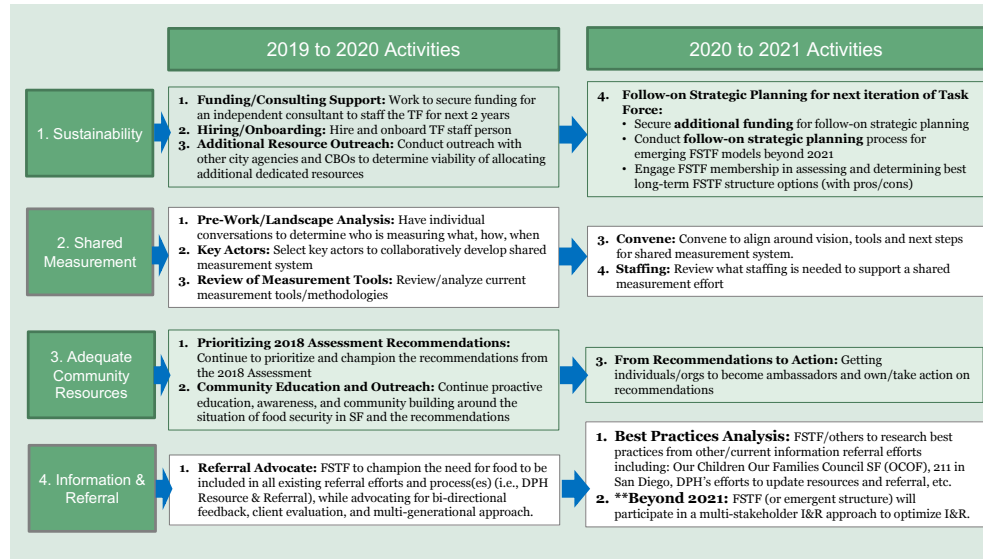 2019 to 2020 Activities
2020 to 2021 Activities
1. Sustainability
1. Funding/Consulting Support: Work to secure funding for
an independent consultant to staff the TF for next 2 years
2. Hiring/Onboarding: Hire and onboard TF staff person
3. Additional Resource Outreach: Conduct outreach with
other city agencies and CBOs to determine viability of allocating
additional dedicated resources
4. Follow-on Strategic Planning for next iteration of Task
Force:
• Secure additional funding for follow-on strategic planning
• Conduct follow-on strategic planning process for
emerging FSTF models beyond 2021
• Engage FSTF membership in assessing and determining best
long-term FSTF structure options (with pros/cons)
2. Shared
Measurement
1. Pre-Work/Landscape Analysis: Have individual
conversations to determine who is measuring what, how, when
2. Key Actors: Select key actors to collaboratively develop shared
measurement system
3. Review of Measurement Tools: Review/analyze current
measurement tools/methodologies
3. Convene: Convene to align around vision, tools and next steps
for shared measurement system.
4. Staffing: Review what staffing is needed to support a shared
measurement effort
3. Adequate
Community
Resources
1. Prioritizing 2018 Assessment Recommendations:
Continue to prioritize and champion the recommendations from
the 2018 Assessment
2. Community Education and Outreach: Continue proactive
education, awareness, and community building around the
situation of food security in SF and the recommendations
3. From Recommendations to Action: Getting
individuals/orgs to become ambassadors and own/take action on
recommendations
4. Information &
Referral
1. Referral Advocate: FSTF to champion the need for food to be
included in all existing referral efforts and process(es) (i.e., DPH
Resource & Referral), while advocating for bi-directional
feedback, client evaluation, and multi-generational approach.
1. Best Practices Analysis: FSTF/others to research best
practices from other/current information referral efforts
including: Our Children Our Families Council SF (OCOF), 211 in
San Diego, DPH's efforts to update resources and referral, etc.
2. **Beyond 2021: FSTF (or emergent structure) will
participate in a multi-stakeholder I&R approach to optimize I&R.